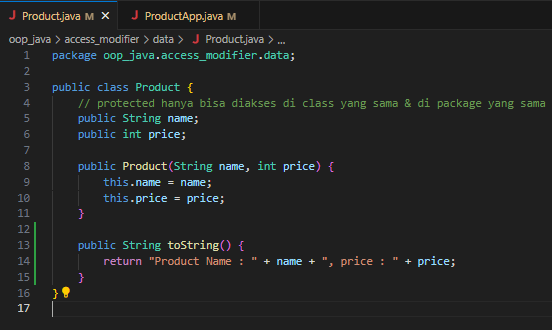 Product.java M ProductApp.java M
oop_java > access_modifier > data > Product.java > ...
1 package oop_java.access_modifier.data;
2
3 public class Product {
4 // protected hanya bisa diakses di class yang sama & di package yang sama
5 public String name;
6 public int price;
7
8 public Product(String name, int price) {
9 this.name = name;
10 this.price = price;
11 }
12
13 public String toString() {
14 return "Product Name : " + name + ", price : " + price;
15 }
16 }
17